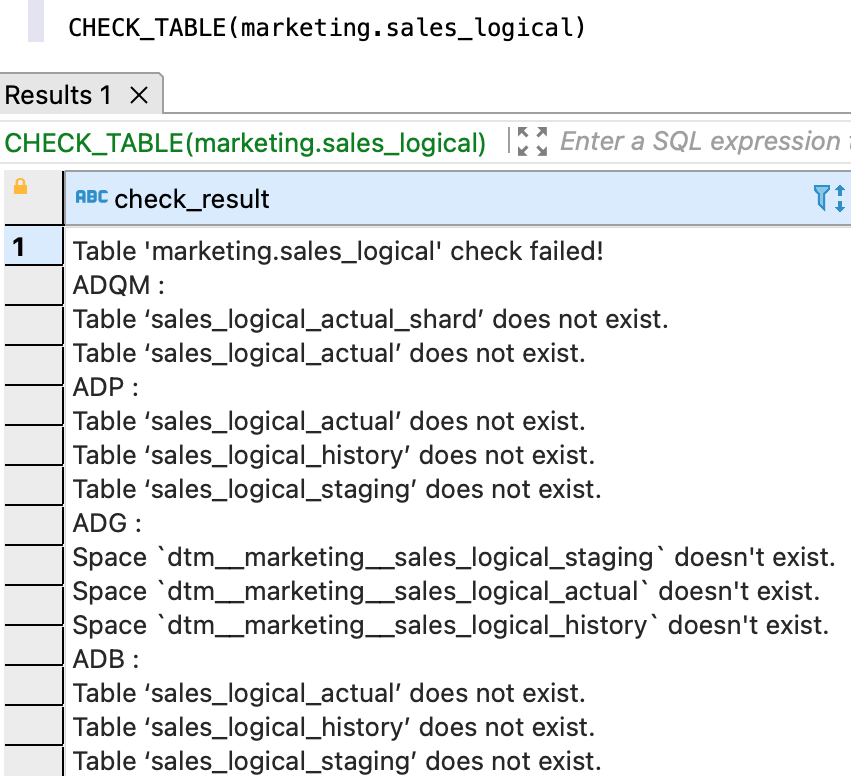 CHECK_TABLE(marketing.sales_logical)
Results 1
CHECK_TABLE(marketing.sales_logical)
Enter a SQL expression
ABC check_result
1
Table 'marketing.sales_logical' check failed!
ADQM :
Table ‘sales_logical_actual_shard’ does not exist.
Table ‘sales_logical_actual’ does not exist.
ADP :
Table ‘sales_logical_actual’ does not exist.
Table ‘sales_logical_history’ does not exist.
Table ‘sales_logical_staging’ does not exist.
ADG :
Space `dtm__marketing__sales_logical_staging` doesn't exist.
Space `dtm__marketing__sales_logical_actual` doesn't exist.
Space `dtm__marketing__sales_logical_history` doesn't exist.
ADB :
Table ‘sales_logical_actual’ does not exist.
Table ‘sales_logical_history’ does not exist.
Table ‘sales_logical_staging’ does not exist.